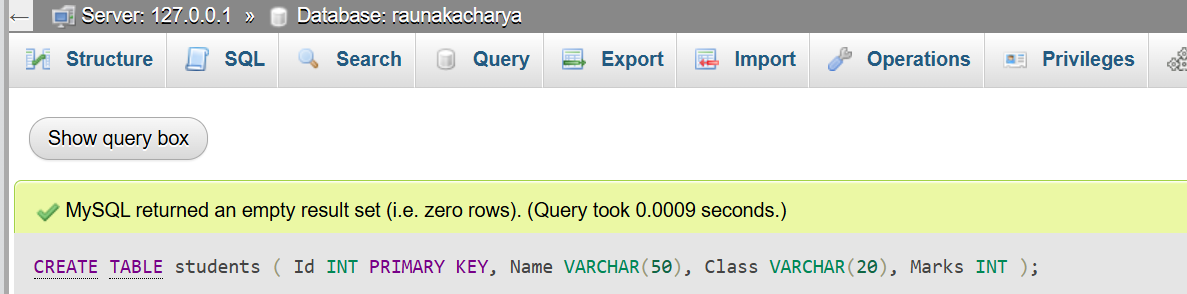 ← Server: 127.0.0.1 » Database: raunakacharya
Structure SQL Search Query Export Import Operations Privileges
Show query box
MySQL returned an empty result set (i.e. zero rows). (Query took 0.0009 seconds.)
CREATE TABLE students ( Id INT PRIMARY KEY, Name VARCHAR(50), Class VARCHAR(20), Marks INT );